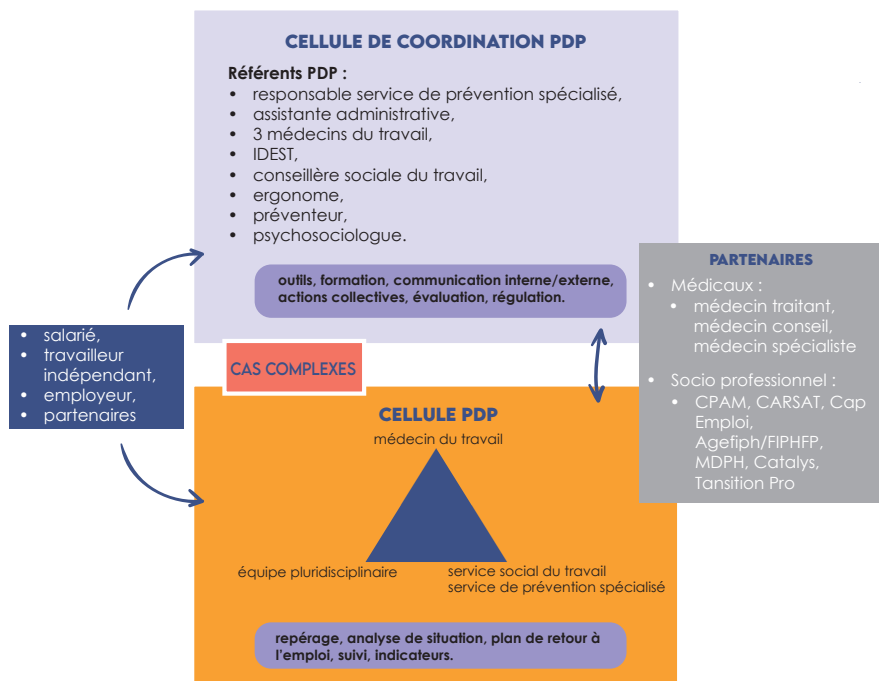 CELLULE DE COORDINATION PDP
Référents PDP :
• responsable service de prévention spécialisé,
• assistante administrative,
• 3 médecins du travail,
• IDEST,
• conseillère sociale du travail,
• ergonome,
• préventeur,
• psychosociologue.
outils, formation, communication interne/externe,
actions collectives, évaluation, régulation.
• salarié,
• travailleur
indépendant,
• employeur,
• partenaires
CAS COMPLEXES
PARTENAIRES
• Médicaux :
• médecin traitant,
médecin conseil,
médecin spécialiste
• Socio professionnel :
• CPAM, CARSAT, Cap
Emploi,
Agefiph/FIPHFP,
MDPH, Catalys,
Tansition Pro
CELLULE PDP
médecin du travail
équipe pluridisciplinaire
service social du travail
service de prévention spécialisé
repérage, analyse de situation, plan de retour à
l'emploi, suivi, indicateurs.